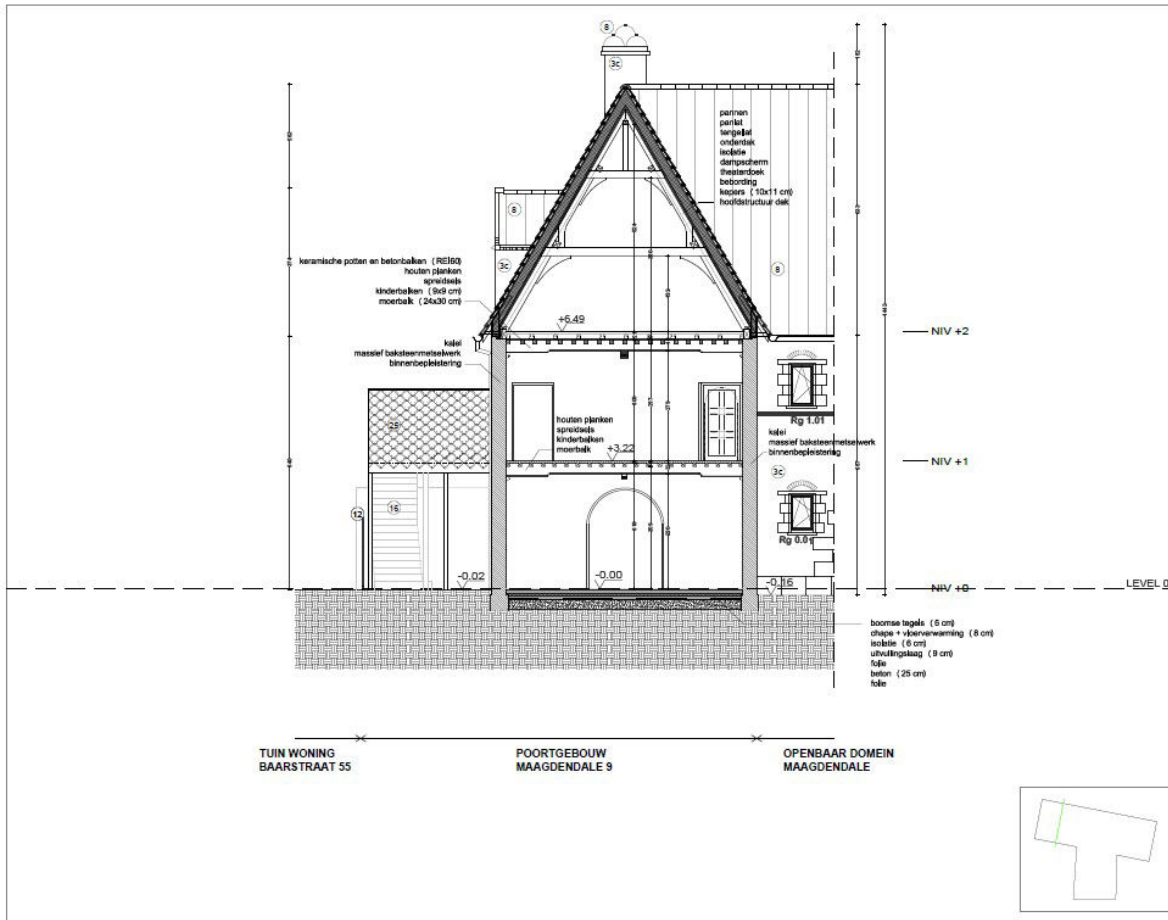 8
3c
pannen
panlat
tengellat
onderdak
isolatie
dampscherm
theaterdoek
bebording
kepers (10x11 cm)
hoofdstructuur dak
8
3c
8
keramische potten en betonbalken (REI60)
houten planken
spreidsels
kinderbalken (9x9 cm)
moerbalk (24x30 cm)
+6.49
NIV +2
kalei
massief baksteenmetselwerk
binnenbepleistering
Rg 1.01
25
houten planken
spreidsels
kinderbalken
moerbalk
+3.22
kalei
massief baksteenmetselwerk
binnenbepleistering
NIV +1
3c
12
16
Rg 0.01
-0.02
-0.00
-0.16
NIV +0
LEVEL 0
boomse tegels (6 cm)
chape + vloerverwarming (8 cm)
isolatie (6 cm)
uitvullingslaag (9 cm)
folie
beton (25 cm)
folie
TUIN WONING
BAARSTRAAT 55
POORTGEBOUW
MAAGDENDALE 9
OPENBAAR DOMEIN
MAAGDENDALE